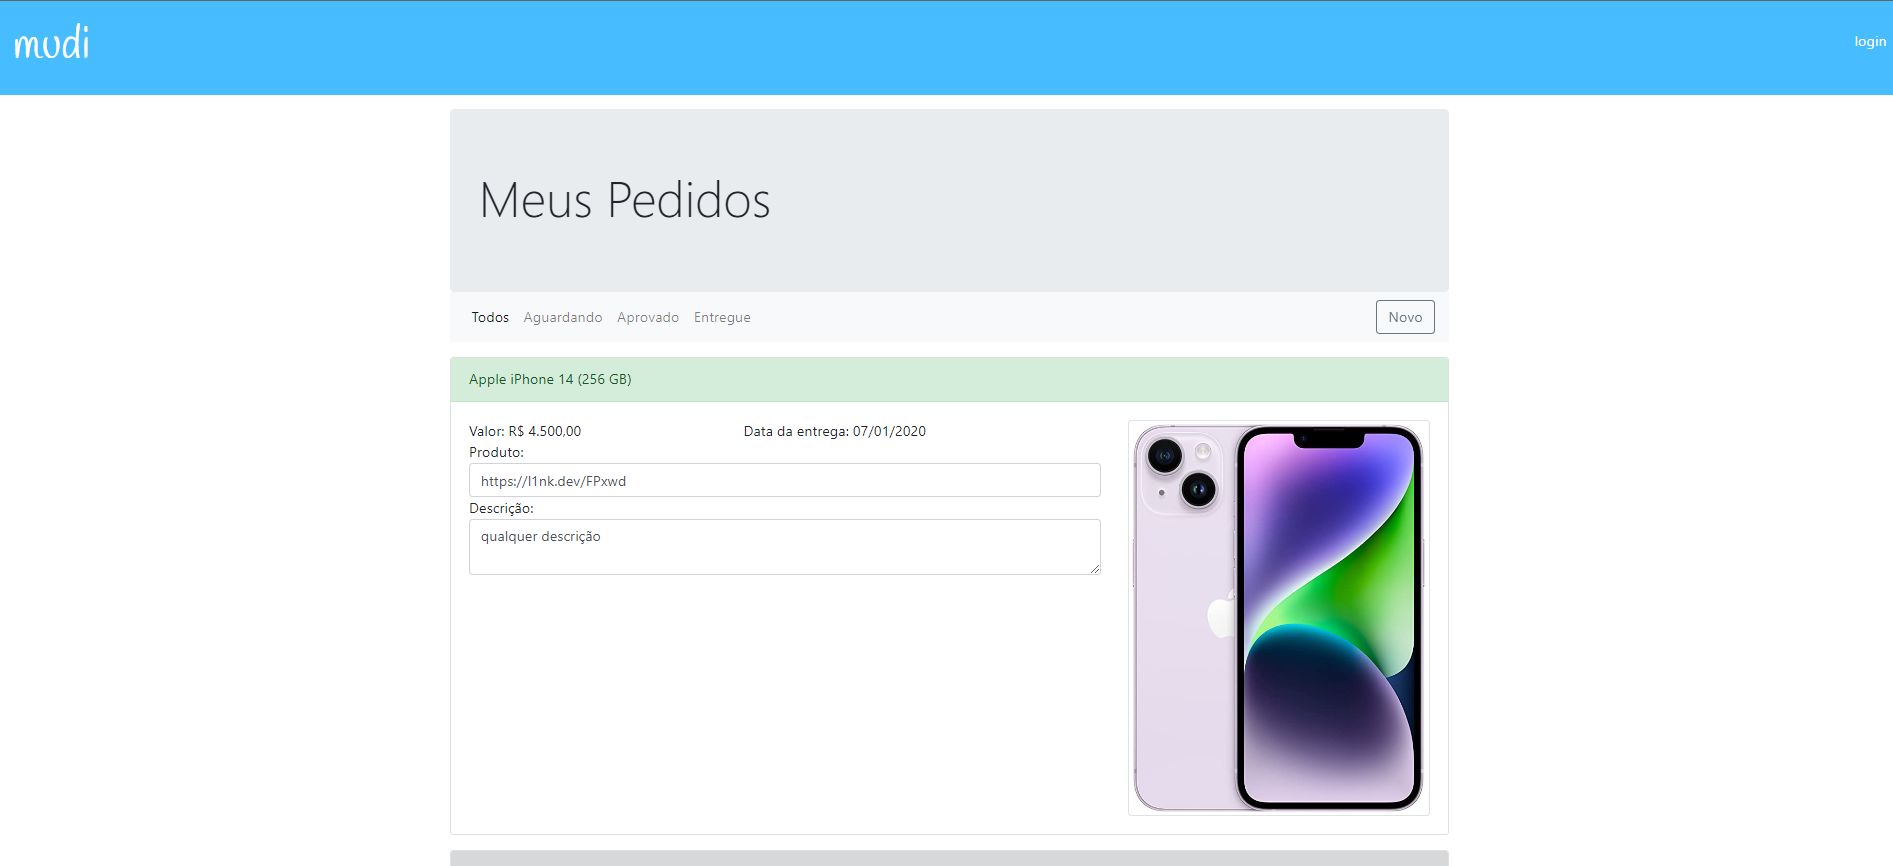 mudi
login
Meus Pedidos
Todos Aguardando Aprovado Entregue Novo
Apple iPhone 14 (256 GB)
Valor: R$ 4.500,00 Data da entrega: 07/01/2020
Produto:
https://l1nk.dev/FPxwd
Descrição:
qualquer descrição